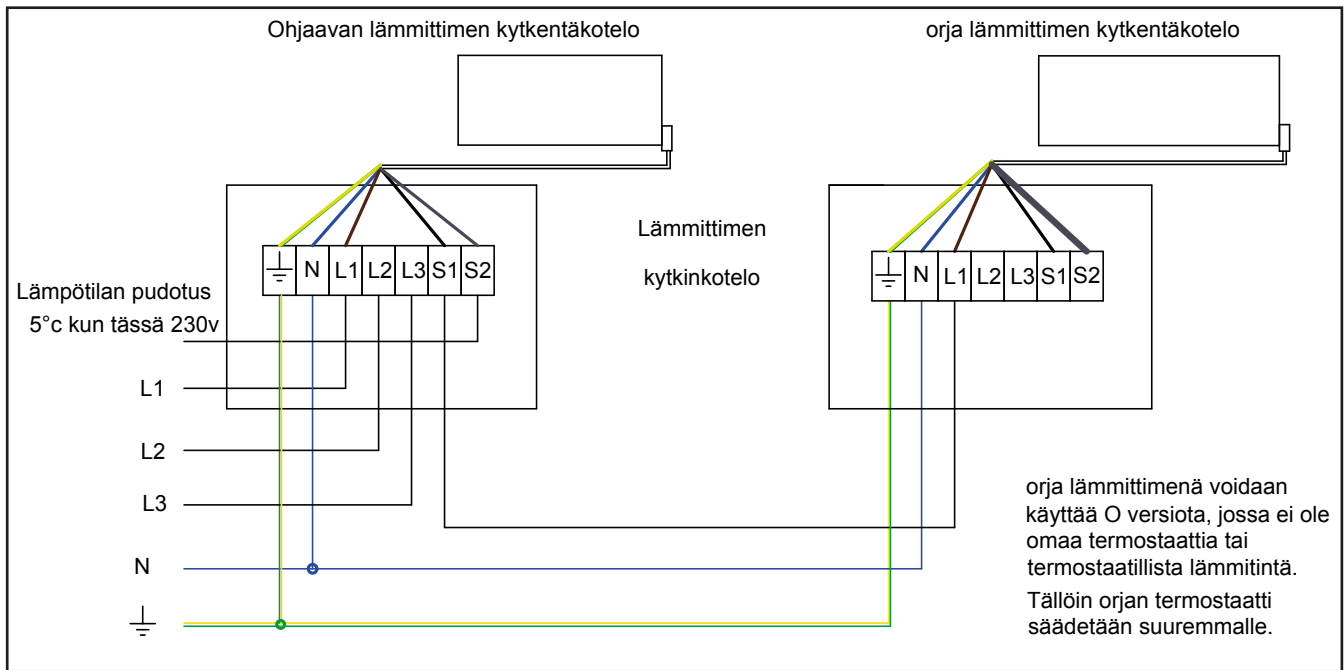 Ohjaavan lämmittimen kytkentäkotelo
orja lämmittimen kytkentäkotelo
Lämmittimen
kytkinkotelo
N L1 L2 L3 S1 S2
N L1 L2 L3 S1 S2
Lämpötilan pudotus
5°c kun tässä 230v
L1
L2
L3
N
orja lämmittimenä voidaan
käyttää O versiota, jossa ei ole
omaa termostaattia tai
termostaatillista lämmitintä.
Tällöin orjan termostaatti
säädetään suuremmalle.